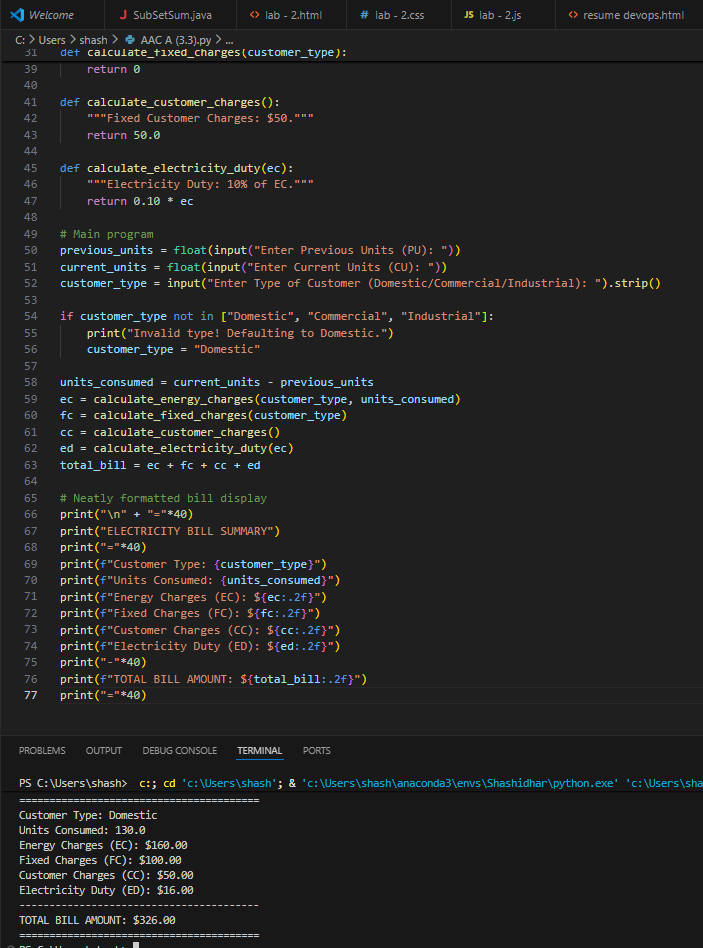 Welcome
J SubSetSum.java
<> lab - 2.html
# lab - 2.css
JS lab - 2.js
<> resume devops.html
C: > Users > shash > AAC A (3.3).py > ...
31 def calculate_fixed_charges(customer_type):
39     return 0
40
41 def calculate_customer_charges():
42     """Fixed Customer Charges: $50."""
43     return 50.0
44
45 def calculate_electricity_duty(ec):
46     """Electricity Duty: 10% of EC."""
47     return 0.10 * ec
48
49 # Main program
50 previous_units = float(input("Enter Previous Units (PU): "))
51 current_units = float(input("Enter Current Units (CU): "))
52 customer_type = input("Enter Type of Customer (Domestic/Commercial/Industrial): ").strip()
53
54 if customer_type not in ["Domestic", "Commercial", "Industrial"]:
55     print("Invalid type! Defaulting to Domestic.")
56     customer_type = "Domestic"
57
58 units_consumed = current_units - previous_units
59 ec = calculate_energy_charges(customer_type, units_consumed)
60 fc = calculate_fixed_charges(customer_type)
61 cc = calculate_customer_charges()
62 ed = calculate_electricity_duty(ec)
63 total_bill = ec + fc + cc + ed
64
65 # Neatly formatted bill display
66 print("\n" + "="*40)
67 print("ELECTRICITY BILL SUMMARY")
68 print("="*40)
69 print(f"Customer Type: {customer_type}")
70 print(f"Units Consumed: {units_consumed}")
71 print(f"Energy Charges (EC): ${ec:.2f}")
72 print(f"Fixed Charges (FC): ${fc:.2f}")
73 print(f"Customer Charges (CC): ${cc:.2f}")
74 print(f"Electricity Duty (ED): ${ed:.2f}")
75 print("-"*40)
76 print(f"TOTAL BILL AMOUNT: ${total_bill:.2f}")
77 print("="*40)
PROBLEMS OUTPUT DEBUG CONSOLE TERMINAL PORTS
PS C:\Users\shash> c:; cd 'c:\Users\shash'; & 'c:\Users\shash\anaconda3\envs\Shashidhar\python.exe' 'c:\Users\sha
========================================
Customer Type: Domestic
Units Consumed: 130.0
Energy Charges (EC): $160.00
Fixed Charges (FC): $100.00
Customer Charges (CC): $50.00
Electricity Duty (ED): $16.00
----------------------------------------
TOTAL BILL AMOUNT: $326.00
========================================
PS C:\Users\shash>